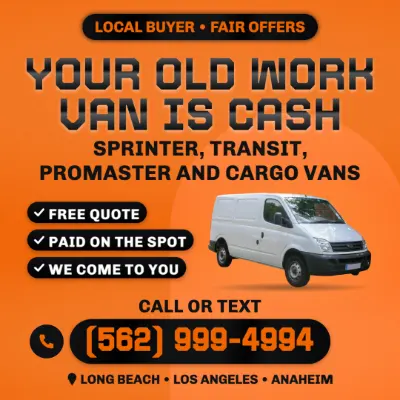 LOCAL BUYER • FAIR OFFERS
YOUR OLD WORK
VAN IS CASH
SPRINTER, TRANSIT,
PROMASTER AND CARGO VANS
FREE QUOTE
PAID ON THE SPOT
WE COME TO YOU
CALL OR TEXT
(562) 999-4994
LONG BEACH • LOS ANGELES • ANAHEIM